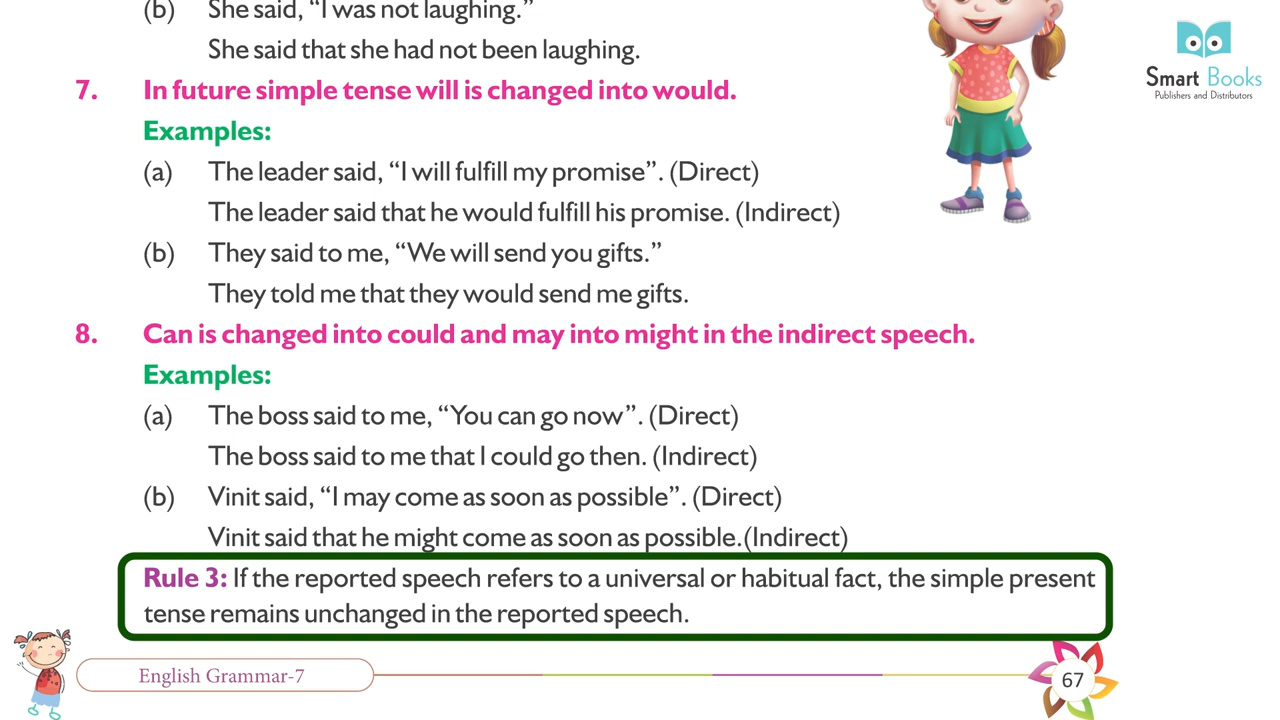 (b) She said, “I was not laughing.”
She said that she had not been laughing.
Smart Books
Publishers and Distributors
7. In future simple tense will is changed into would.
Examples:
(a) The leader said, “I will fulfill my promise”. (Direct)
The leader said that he would fulfill his promise. (Indirect)
(b) They said to me, “We will send you gifts.”
They told me that they would send me gifts.
8. Can is changed into could and may into might in the indirect speech.
Examples:
(a) The boss said to me, “You can go now”. (Direct)
The boss said to me that I could go then. (Indirect)
(b) Vinit said, “I may come as soon as possible”. (Direct)
Vinit said that he might come as soon as possible.(Indirect)
Rule 3: If the reported speech refers to a universal or habitual fact, the simple present
tense remains unchanged in the reported speech.
English Grammar-7
67